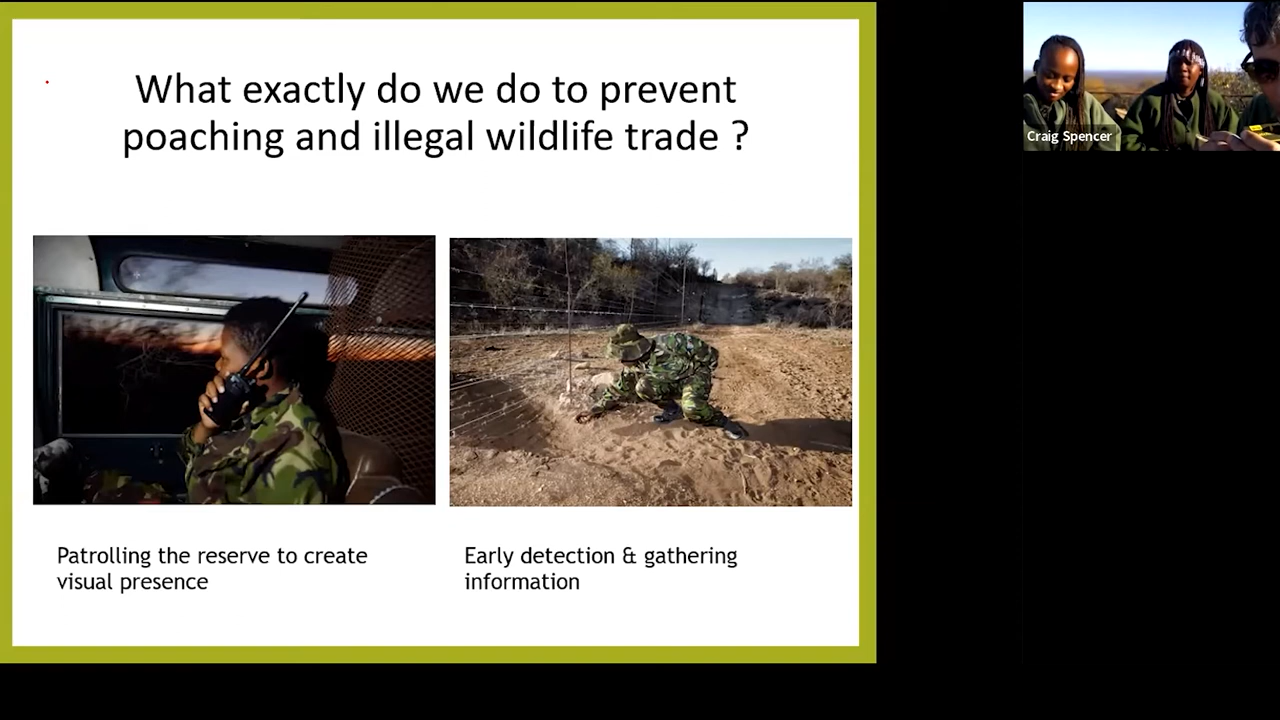 What exactly do we do to prevent
poaching and illegal wildlife trade ?
Craig Spencer
Patrolling the reserve to create
visual presence
Early detection & gathering
information